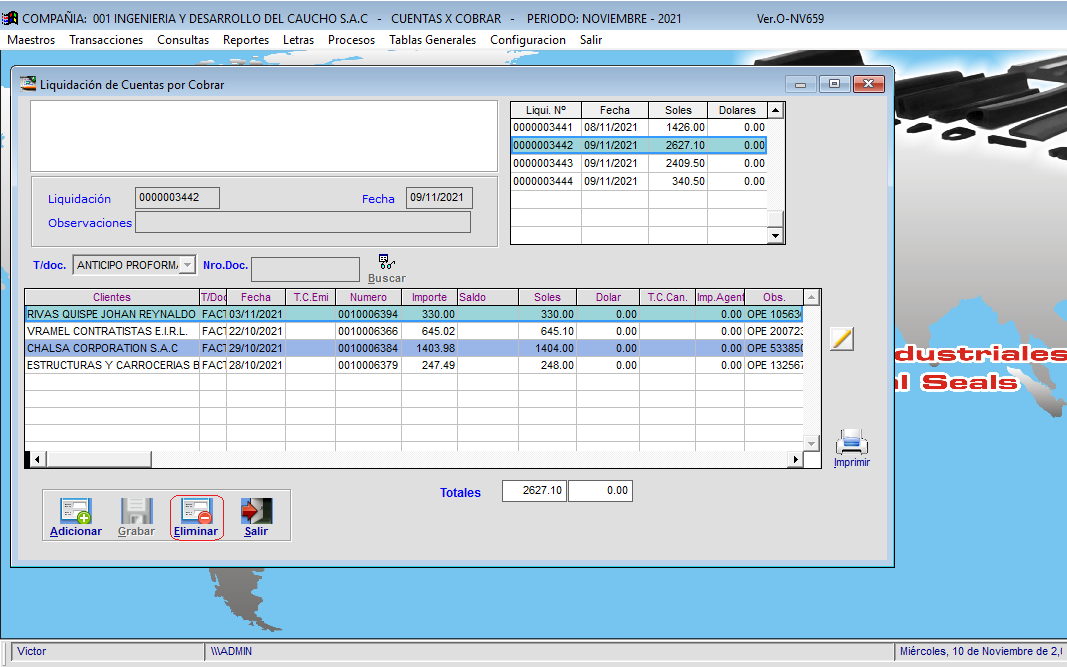 COMPAÑIA: 001 INGENIERIA Y DESARROLLO DEL CAUCHO S.A.C - CUENTAS X COBRAR - PERIODO: NOVIEMBRE - 2021 Ver.O-NV659
Maestros Transacciones Consultas Reportes Letras Procesos Tablas Generales Configuracion Salir
Liquidación de Cuentas por Cobrar
Liqui. Nº Fecha Soles Dolares
0000003441 08/11/2021 1426.00 0.00
0000003442 09/11/2021 2627.10 0.00
0000003443 09/11/2021 2409.50 0.00
0000003444 09/11/2021 340.50 0.00
Liquidación 0000003442 Fecha 09/11/2021
Observaciones
T/doc. ANTICIPO PROFORM Nro.Doc. Buscar
Clientes T/Doc Fecha T.C.Emi Numero Importe Saldo Soles Dolar T.C.Can. Imp.Agent Obs.
RIVAS QUISPE JOHAN REYNALDO FACT 03/11/2021 0010006394 330.00 330.00 0.00 0.00 OPE 10563
VRAMEL CONTRATISTAS E.I.R.L. FACT 22/10/2021 0010006366 645.02 645.10 0.00 0.00 OPE 200723
CHALSA CORPORATION S.A.C FACT 29/10/2021 0010006384 1403.98 1404.00 0.00 0.00 OPE 533850
ESTRUCTURAS Y CARROCERIAS B FACT 28/10/2021 0010006379 247.49 248.00 0.00 0.00 OPE 132567
dustriales
al Seals
Imprimir
Totales 2627.10 0.00
Adicionar Grabar Eliminar Salir
Victor \\\ADMIN Miércoles, 10 de Noviembre de 2,0